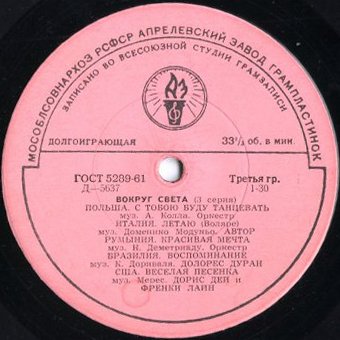 МОСОБЛСОВНАРХОЗ РСФСР АПРЕЛЕВСКИЙ ЗАВОД ГРАМПЛАСТИНОК
ЗАПИСАНО ВО ВСЕСОЮЗНОЙ СТУДИИ ГРАМЗАПИСИ
ДОЛГОИГРАЮЩАЯ 33⅓ об. в мин.
ГОСТ 5289-61 Третья гр.
Д—5637 1-30
ВОКРУГ СВЕТА (3 серия)
ПОЛЬША. С ТОБОЮ БУДУ ТАНЦЕВАТЬ
муз. А. Колла. Оркестр
ИТАЛИЯ. ЛЕТАЮ (Воляре)
муз. Доменико Модуньо. АВТОР
РУМЫНИЯ. КРАСИВАЯ МЕЧТА
муз. К. Деметриаду. Оркестр
БРАЗИЛИЯ. ВОСПОМИНАНИЕ
муз. К. Дориваля. ДОЛОРЕС ДУРАН
США. ВЕСЕЛАЯ ПЕСЕНКА
муз. Мерес. ДОРИС ДЕЙ и
ФРЕНКИ ЛАИН